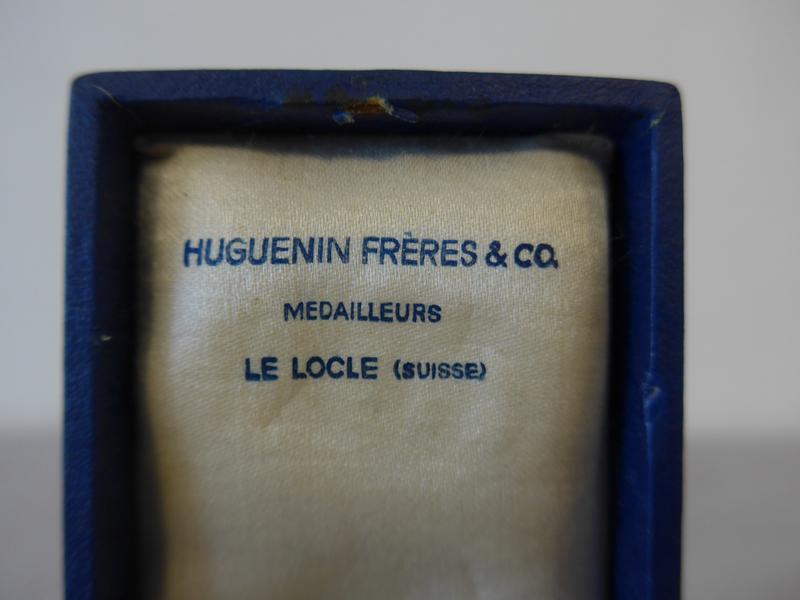 HUGUENIN FRÈRES & CO.
MEDAILLEURS
LE LOCLE (SUISSE)